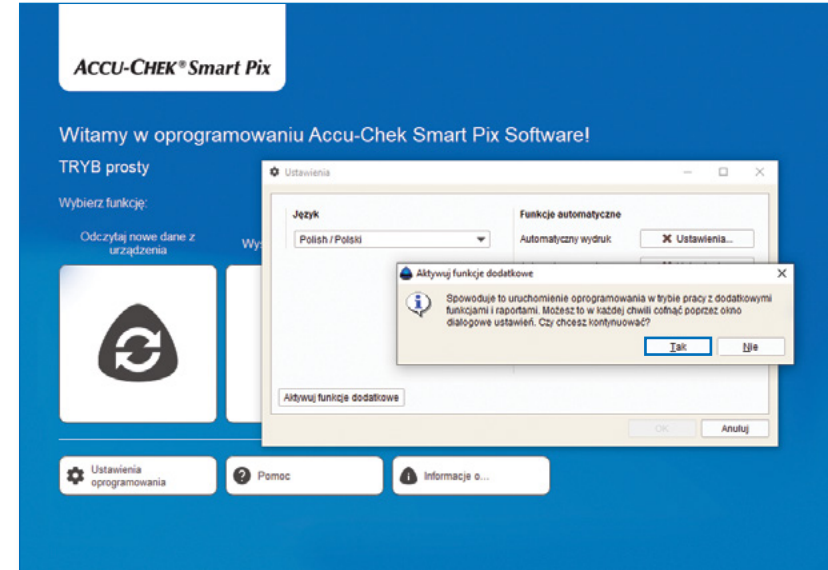 ACCU-CHEK® Smart Pix
Witamy w oprogramowaniu Accu-Chek Smart Pix Software!
TRYB prosty
Wybierz funkcję:
Odczytaj nowe dane z
urządzenia
Wyś
Ustawienia
Język
Polish / Polski
Funkcje automatyczne
Automatyczny wydruk
Ustawienia...
Aktywuj funkcje dodatkowe
Spowoduje to uruchomienie oprogramowania w trybie pracy z dodatkowymi
funkcjami i raportami. Możesz to w każdej chwili cofnąć poprzez okno
dialogowe ustawień. Czy chcesz kontynuować?
Tak
Nie
Aktywuj funkcje dodatkowe
OK
Anuluj
Ustawienia
oprogramowania
Pomoc
Informacje o...